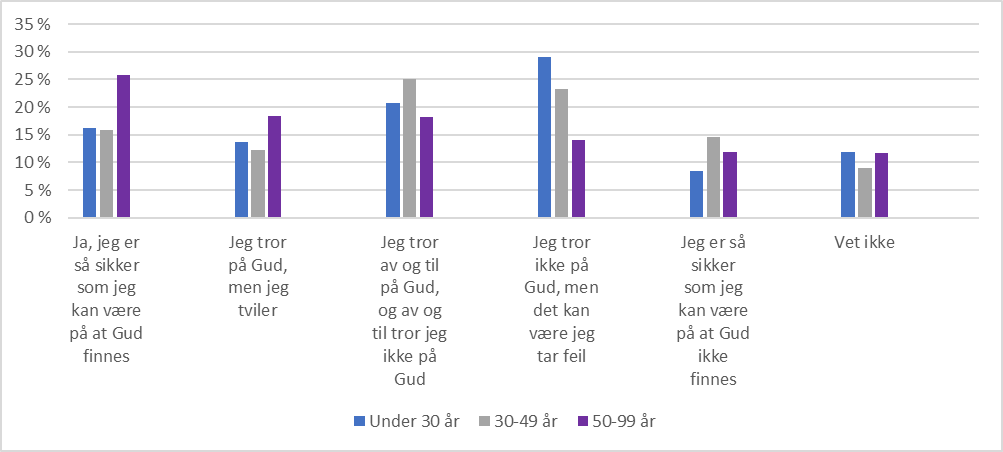 35 %
30 %
25 %
20 %
15 %
10 %
5 %
0 %
Ja, jeg er
så sikker
som jeg
kan være
på at Gud
finnes
Jeg tror
på Gud,
men jeg
tviler
Jeg tror
av og til
på Gud,
og av og
til tror jeg
ikke på
Gud
Jeg tror
ikke på
Gud, men
det kan
være jeg
tar feil
Jeg er så
sikker
som jeg
kan være
på at Gud
ikke
finnes
Vet ikke
Under 30 år 30-49 år 50-99 år